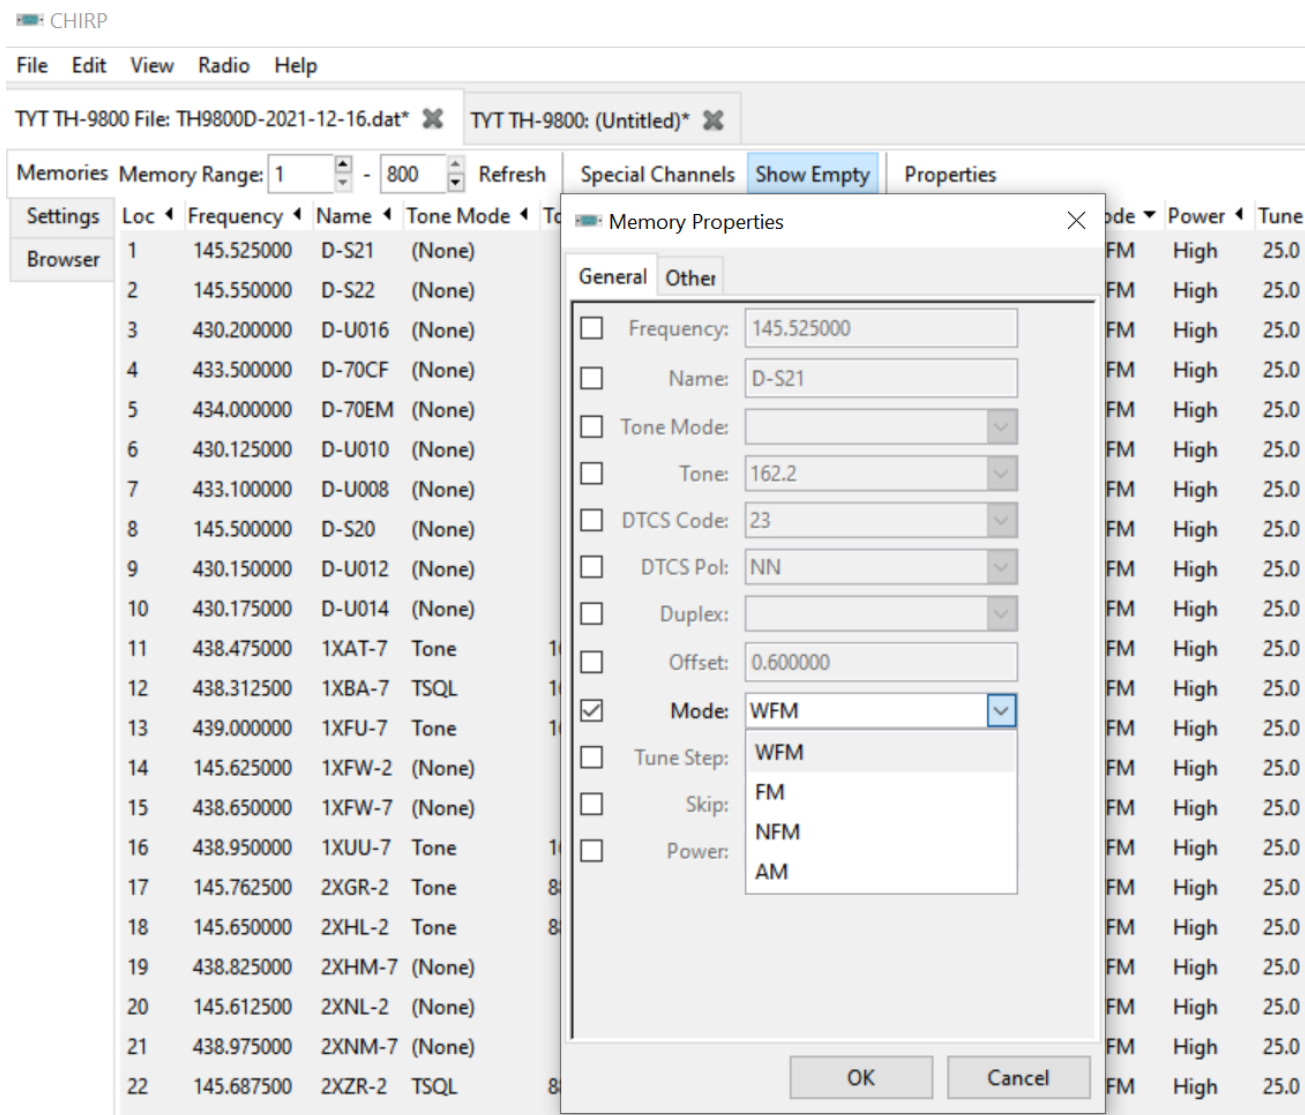 CHIRP
File Edit View Radio Help
TYT TH-9800 File: TH9800D-2021-12-16.dat* TYT TH-9800: (Untitled)*
Memories Memory Range: 1 - 800 Refresh Special Channels Show Empty Properties
Settings
Browser
Loc Frequency Name Tone Mode Power Tune
1 145.525000 D-S21 (None) FM High 25.0
2 145.550000 D-S22 (None) FM High 25.0
3 430.200000 D-U016 (None) FM High 25.0
4 433.500000 D-70CF (None) FM High 25.0
5 434.000000 D-70EM (None) FM High 25.0
6 430.125000 D-U010 (None) FM High 25.0
7 433.100000 D-U008 (None) FM High 25.0
8 145.500000 D-S20 (None) FM High 25.0
9 430.150000 D-U012 (None) FM High 25.0
10 430.175000 D-U014 (None) FM High 25.0
11 438.475000 1XAT-7 Tone FM High 25.0
12 438.312500 1XBA-7 TSQL FM High 25.0
13 439.000000 1XFU-7 Tone FM High 25.0
14 145.625000 1XFW-2 (None) FM High 25.0
15 438.650000 1XFW-7 (None) FM High 25.0
16 438.950000 1XUU-7 Tone FM High 25.0
17 145.762500 2XGR-2 Tone FM High 25.0
18 145.650000 2XHL-2 Tone FM High 25.0
19 438.825000 2XHM-7 (None) FM High 25.0
20 145.612500 2XNL-2 (None) FM High 25.0
21 438.975000 2XNM-7 (None) FM High 25.0
22 145.687500 2XZR-2 TSQL FM High 25.0
Memory Properties
General Other
Frequency: 145.525000
Name: D-S21
Tone Mode:
Tone: 162.2
DTCS Code: 23
DTCS Pol: NN
Duplex:
Offset: 0.600000
Mode: WFM
WFM
Tune Step:
FM
Skip:
NFM
Power:
AM
OK Cancel